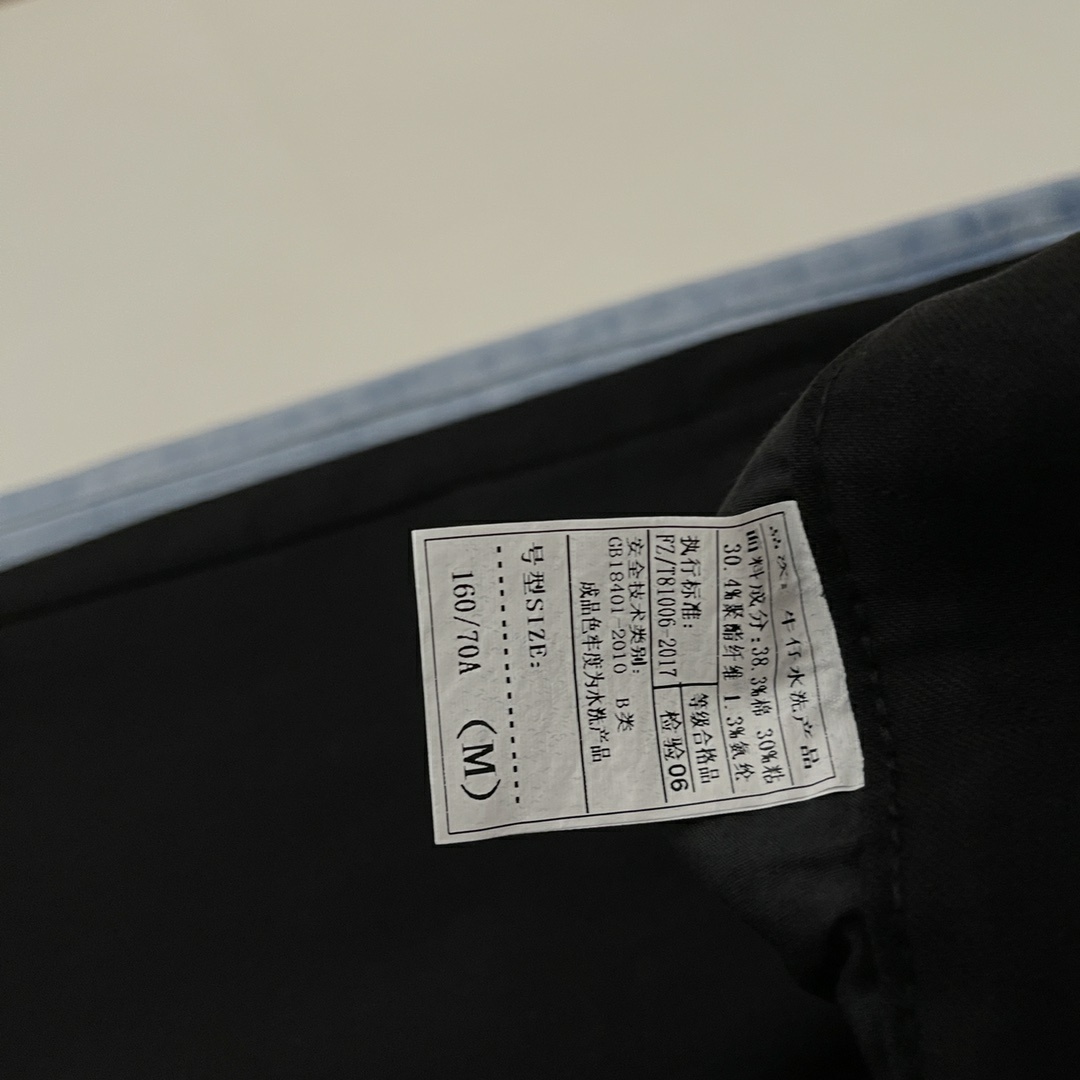 品次: 牛仔水洗产品
面料成分:38.3%棉 30%粘
30.4%聚酯纤维 1.3%氨纶
执行标准:
FZ/T81006-2017
等级合格品
检验06
安全技术类别:
GB18401-2010 B类
成品色牢度为水洗产品
号型SIZE:
160/70A (M)